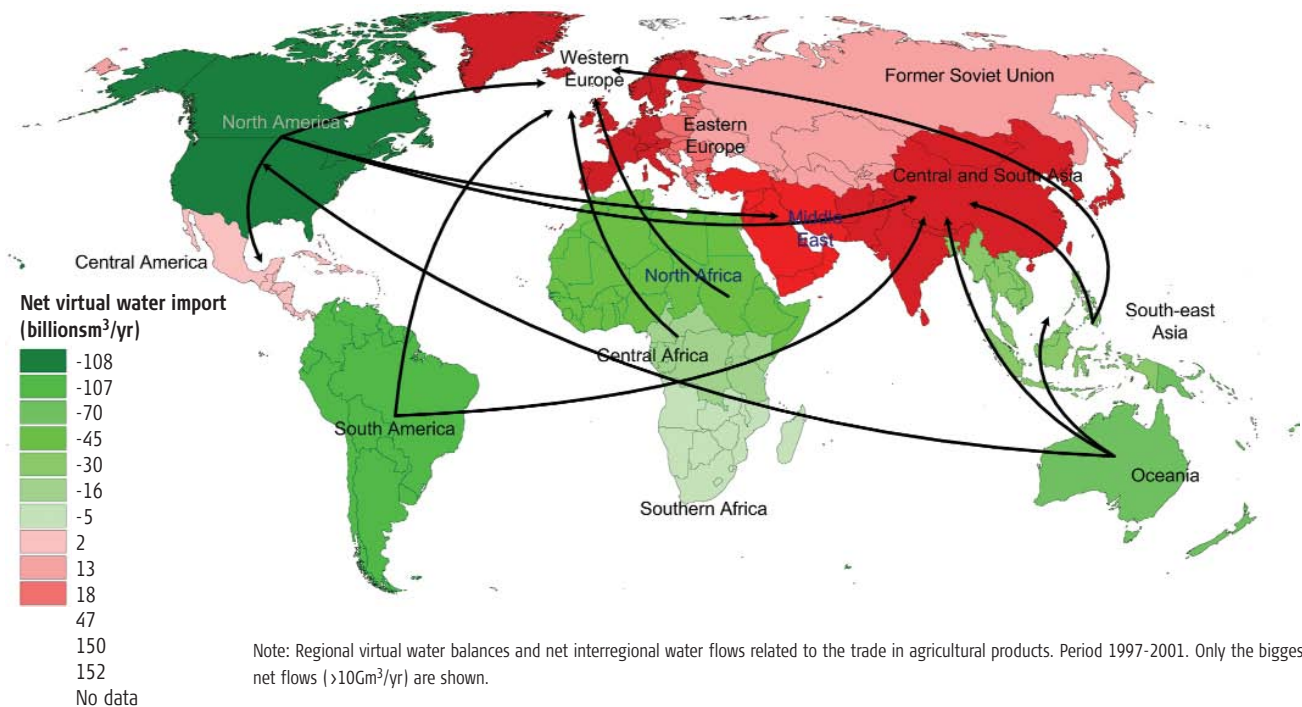 Western
Europe
Former Soviet Union
North America
Eastern
Europe
Central and South Asia
Middle
East
Central America
North Africa
South-east
Asia
Central Africa
South America
Oceania
Southern Africa
Net virtual water import
(billionsm³/yr)
-108
-107
-70
-45
-30
-16
-5
2
13
18
47
150
152
No data
Note: Regional virtual water balances and net interregional water flows related to the trade in agricultural products. Period 1997-2001. Only the bigges
net flows (>10Gm³/yr) are shown.